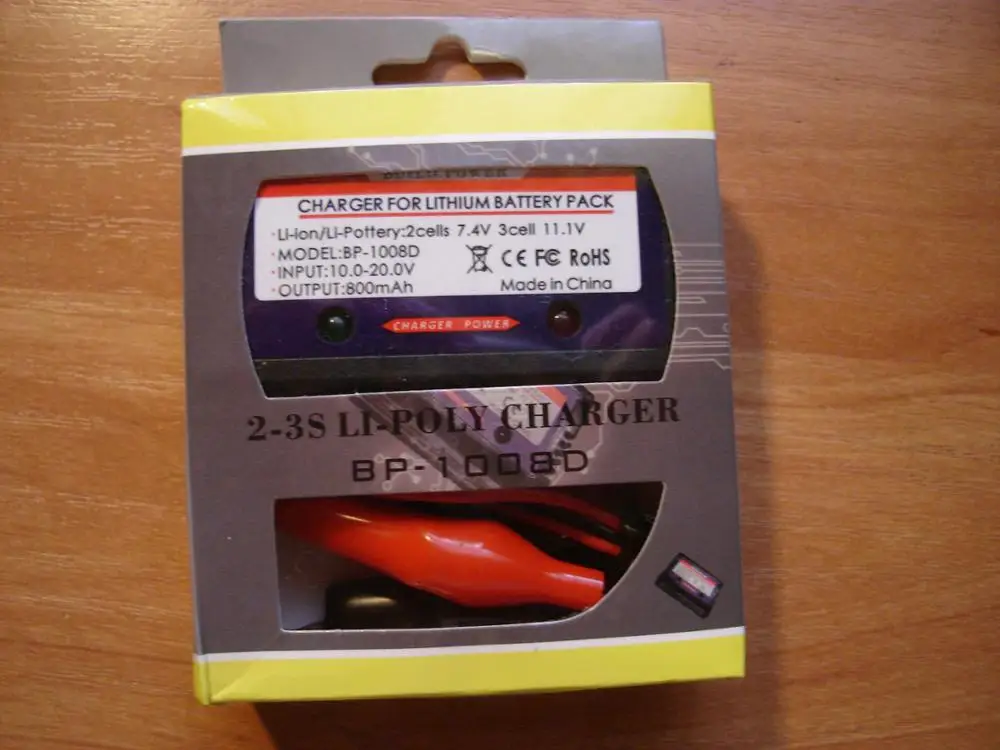 BUILD POWER
CHARGER FOR LITHIUM BATTERY PACK
·Li-Ion/Li-Pottery:2cells 7.4V 3cell 11.1V
·MODEL:BP-1008D
·INPUT:10.0-20.0V
·OUTPUT:800mAh
CE FC RoHS
Made in China
CHARGER POWER
2-3S LI-POLY CHARGER
BP-1008D